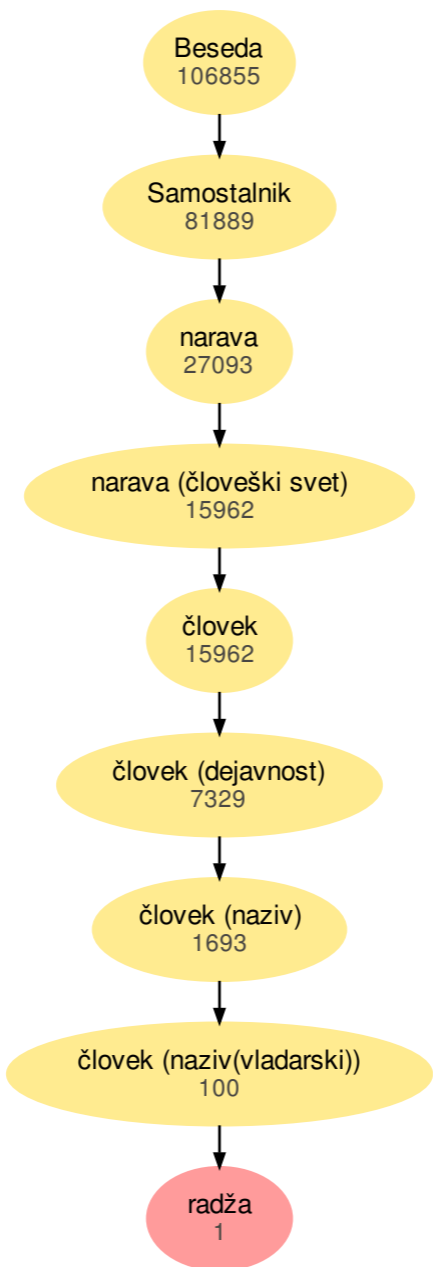 Beseda
106855
Samostalnik
81889
narava
27093
narava (človeški svet)
15962
človek
15962
človek (dejavnost)
7329
človek (naziv)
1693
človek (naziv(vladarski))
100
radža
1